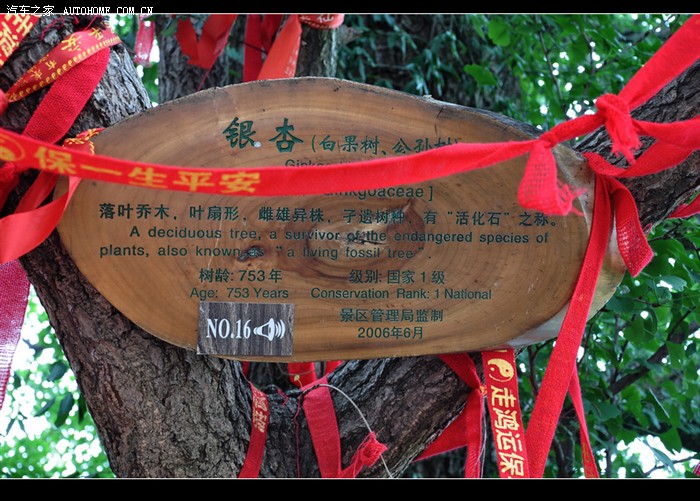 汽车之家
WWW.AUTOHOME.COM.CN
银杏(白果树、公孙树)
保一生平安
aceae ]
落叶乔木，叶扇形，雌雄异株，孑遗树种，有“活化石”之称。
A deciduous tree, a survivor of the endangered species of
plants, also known as "a living fossil tree".
树龄：753年
级别：国家1级
Age: 753 Years
Conservation Rank: 1 National
景区管理局监制
2006年6月
NO.16
走鸿运保